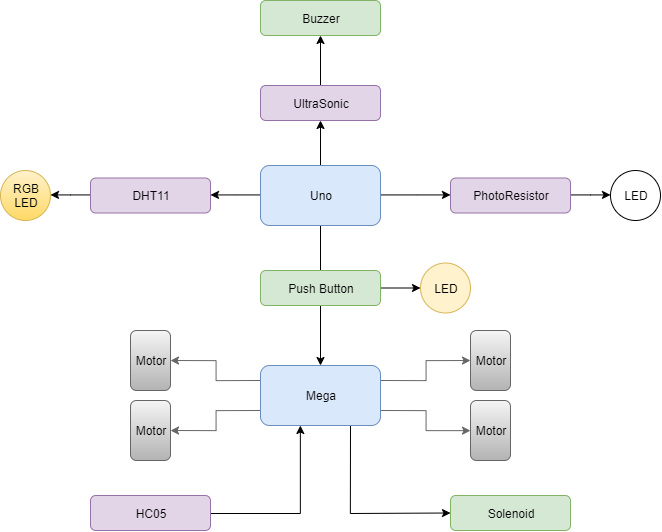 Buzzer
UltraSonic
RGB
LED
DHT11
Uno
PhotoResistor
LED
Push Button
LED
Motor
Motor
Mega
Motor
Motor
HC05
Solenoid